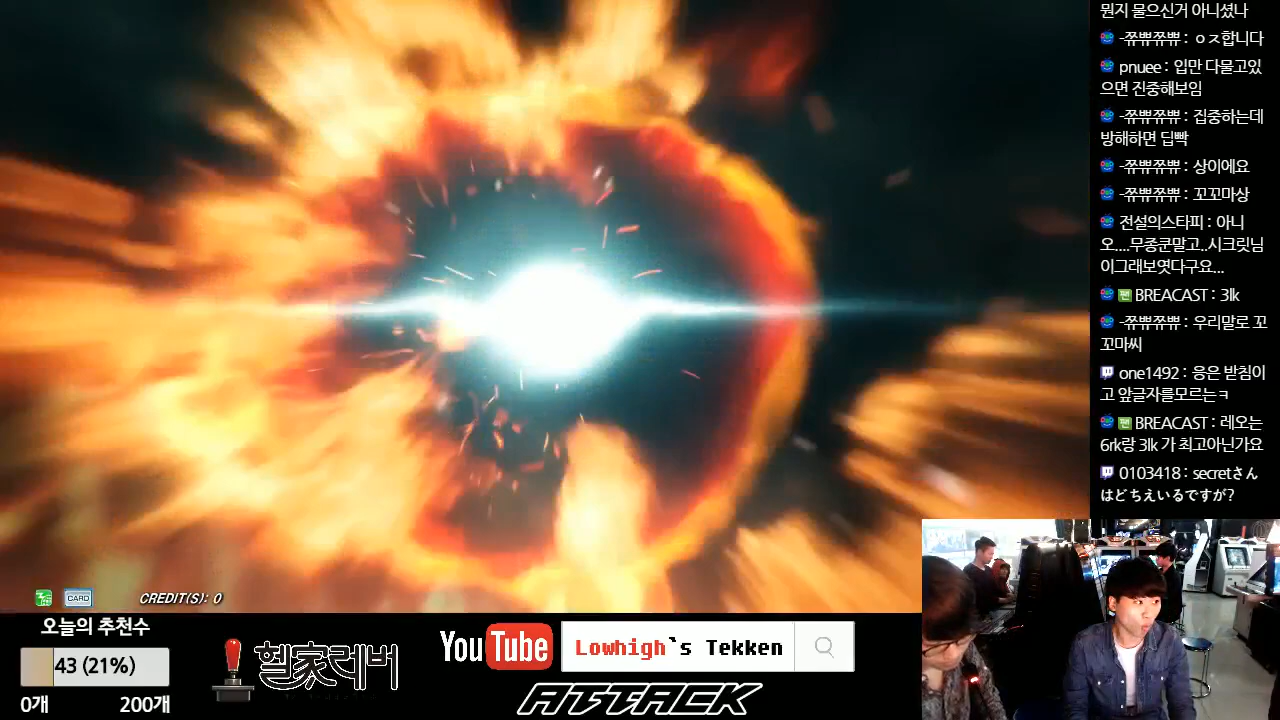 뭔지 물으신거 아니셨나
-쮸쀼쮸쀼 : ㅇㅈ합니다
pnuee : 입만 다물고있
으면 진중해보임
-쮸쀼쮸쀼 : 집중하는데
방해하면 딥빡
-쮸쀼쮸쀼 : 상이에요
-쮸쀼쮸쀼 : 꼬꼬마상
전설의스타피 : 아니
오....무종쿤말고..시크릿님
이그래보엿다구요...
팬 BREACAST : 3lk
-쮸쀼쮸쀼 : 우리말로 꼬
꼬마씨
one1492 : 응은 받침이
고 앞글자를모르는ㅋ
팬 BREACAST : 레오는
6rk랑 3lk 가 최고아닌가요
0103418 : secretさん
はどちえいるですが?
CARD
CREDIT(S): 0
오늘의 추천수
43 (21%)
0개 200개
헬家레버
YouTube
Lowhigh`s Tekken
ATTACK